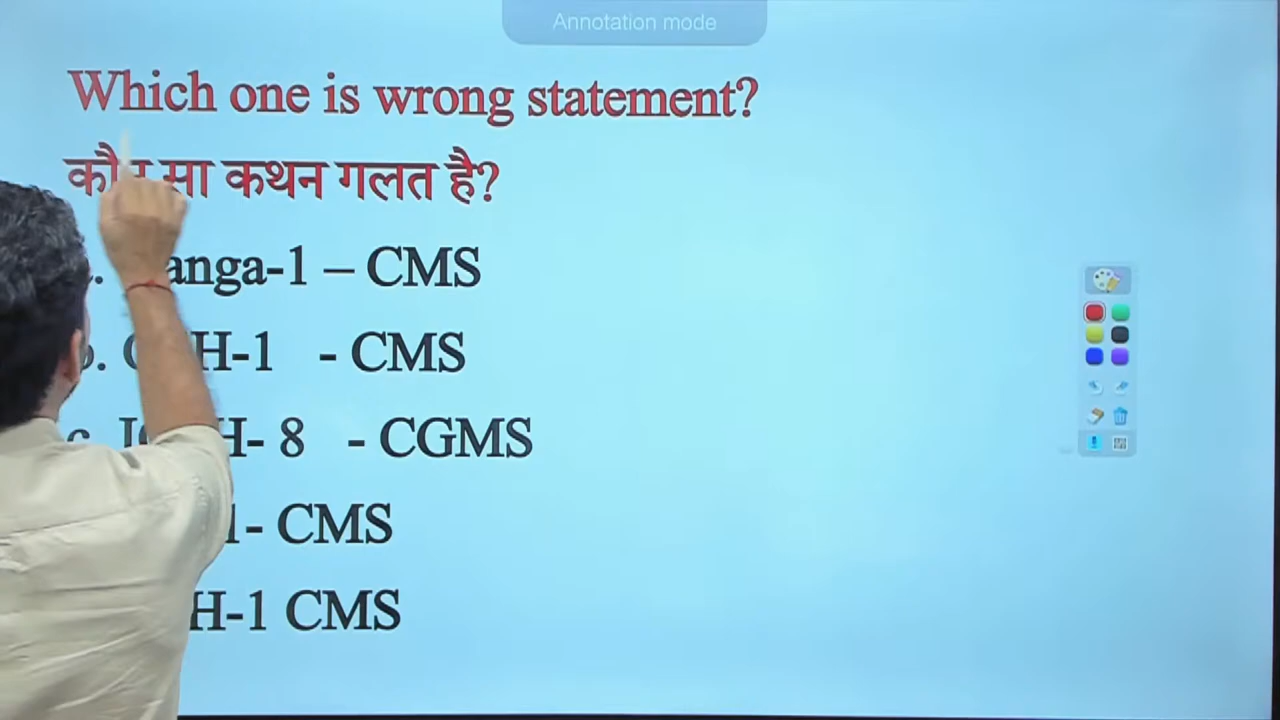 Annotation mode
Which one is wrong statement?
कौन सा कथन गलत है?
anga-1 – CMS
H-1 - CMS
H- 8 - CGMS
1- CMS
H-1 CMS